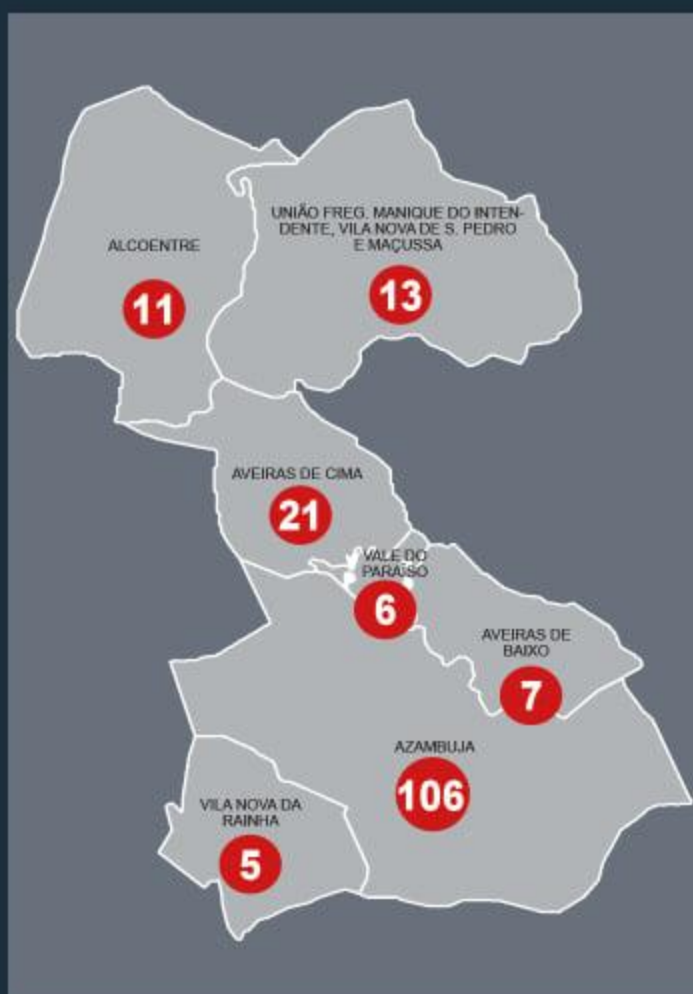 ALCOENTRE
11
UNIÃO FREG. MANIQUE DO INTEN-
DENTE, VILA NOVA DE S. PEDRO
E MAÇUSSA
13
AVEIRAS DE CIMA
21
VALE DO
PARAÍSO
6
AVEIRAS DE
BAIXO
7
AZAMBUJA
106
VILA NOVA DA
RAINHA
5